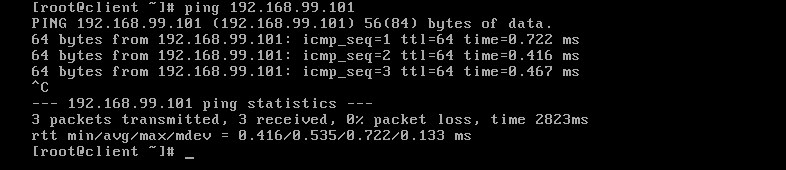 [root@client ~]# ping 192.168.99.101
PING 192.168.99.101 (192.168.99.101) 56(84) bytes of data.
64 bytes from 192.168.99.101: icmp_seq=1 ttl=64 time=0.722 ms
64 bytes from 192.168.99.101: icmp_seq=2 ttl=64 time=0.416 ms
64 bytes from 192.168.99.101: icmp_seq=3 ttl=64 time=0.467 ms
^C
--- 192.168.99.101 ping statistics ---
3 packets transmitted, 3 received, 0% packet loss, time 2823ms
rtt min/avg/max/mdev = 0.416/0.535/0.722/0.133 ms
[root@client ~]# _